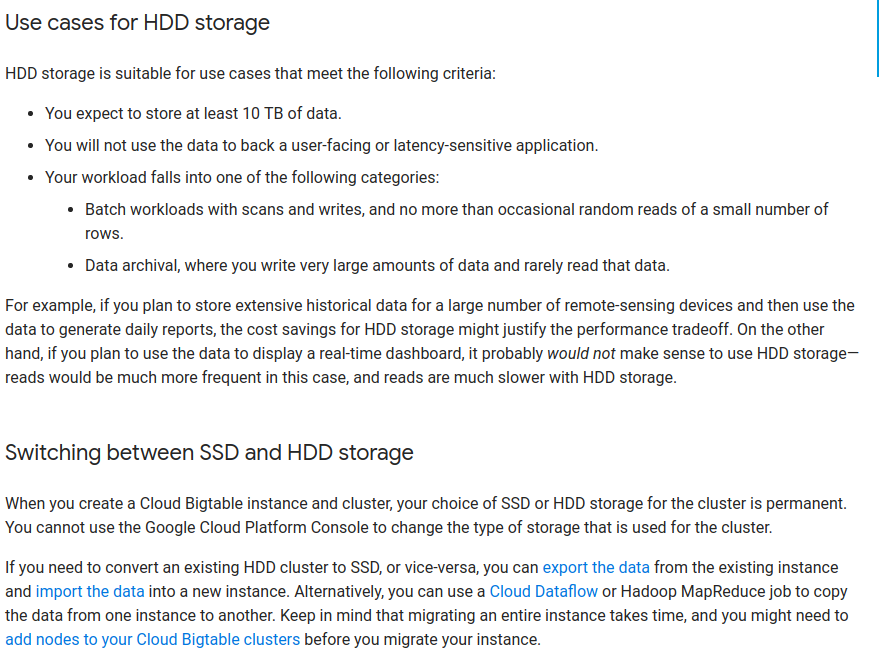 Use cases for HDD storage
HDD storage is suitable for use cases that meet the following criteria:
• You expect to store at least 10 TB of data.
• You will not use the data to back a user-facing or latency-sensitive application.
• Your workload falls into one of the following categories:
• Batch workloads with scans and writes, and no more than occasional random reads of a small number of
rows.
• Data archival, where you write very large amounts of data and rarely read that data.
For example, if you plan to store extensive historical data for a large number of remote-sensing devices and then use the
data to generate daily reports, the cost savings for HDD storage might justify the performance tradeoff. On the other
hand, if you plan to use the data to display a real-time dashboard, it probably would not make sense to use HDD storage—
reads would be much more frequent in this case, and reads are much slower with HDD storage.
Switching between SSD and HDD storage
When you create a Cloud Bigtable instance and cluster, your choice of SSD or HDD storage for the cluster is permanent.
You cannot use the Google Cloud Platform Console to change the type of storage that is used for the cluster.
If you need to convert an existing HDD cluster to SSD, or vice-versa, you can export the data from the existing instance
and import the data into a new instance. Alternatively, you can use a Cloud Dataflow or Hadoop MapReduce job to copy
the data from one instance to another. Keep in mind that migrating an entire instance takes time, and you might need to
add nodes to your Cloud Bigtable clusters before you migrate your instance.